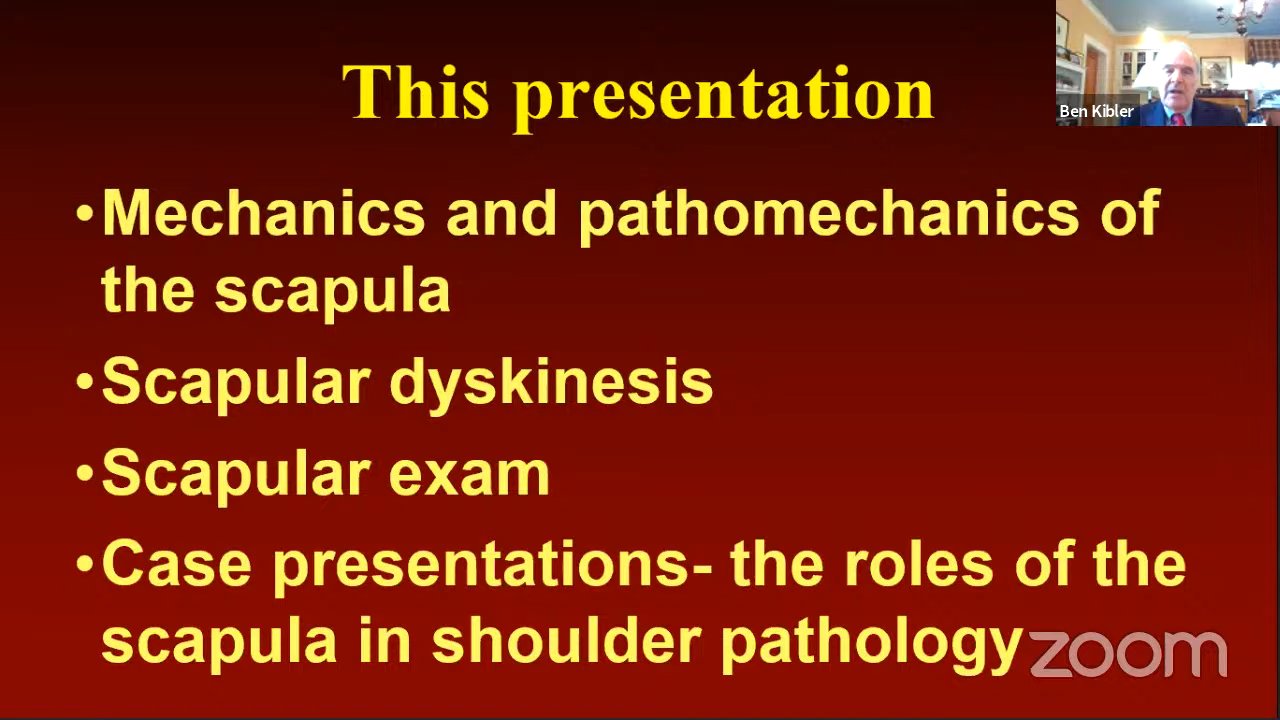 This presentation
Ben Kibler
•Mechanics and pathomechanics of
the scapula
•Scapular dyskinesis
•Scapular exam
•Case presentations- the roles of the
scapula in shoulder pathology
zoom